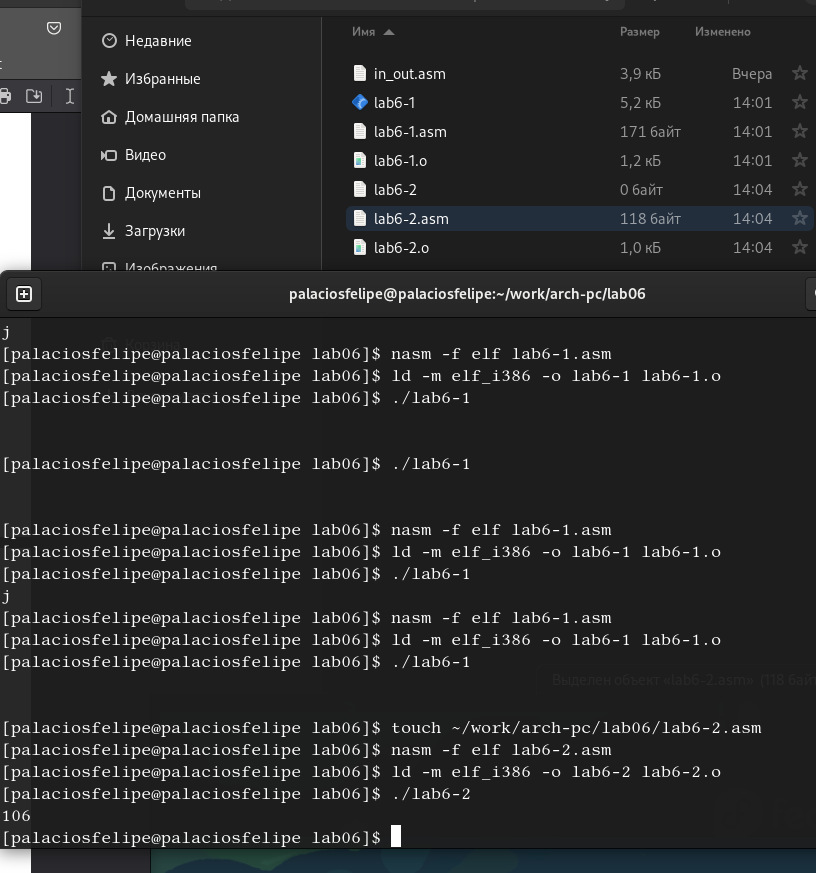 Имя Размер Изменено
Недавние
Избранные
Домашняя папка
Видео
Документы
Загрузки
Изображения
in_out.asm 3,9 кБ Вчера
lab6-1 5,2 кБ 14:01
lab6-1.asm 171 байт 14:01
lab6-1.o 1,2 кБ 14:01
lab6-2 0 байт 14:04
lab6-2.asm 118 байт 14:04
lab6-2.o 1,0 кБ 14:04
palaciosfelipe@palaciosfelipe:~/work/arch-pc/lab06
j
[palaciosfelipe@palaciosfelipe lab06]$ nasm -f elf lab6-1.asm
[palaciosfelipe@palaciosfelipe lab06]$ ld -m elf_i386 -o lab6-1 lab6-1.o
[palaciosfelipe@palaciosfelipe lab06]$ ./lab6-1
[palaciosfelipe@palaciosfelipe lab06]$ ./lab6-1
[palaciosfelipe@palaciosfelipe lab06]$ nasm -f elf lab6-1.asm
[palaciosfelipe@palaciosfelipe lab06]$ ld -m elf_i386 -o lab6-1 lab6-1.o
[palaciosfelipe@palaciosfelipe lab06]$ ./lab6-1
j
[palaciosfelipe@palaciosfelipe lab06]$ nasm -f elf lab6-1.asm
[palaciosfelipe@palaciosfelipe lab06]$ ld -m elf_i386 -o lab6-1 lab6-1.o
[palaciosfelipe@palaciosfelipe lab06]$ ./lab6-1
Выделен объект «lab6-2.asm» (118 байт
[palaciosfelipe@palaciosfelipe lab06]$ touch ~/work/arch-pc/lab06/lab6-2.asm
[palaciosfelipe@palaciosfelipe lab06]$ nasm -f elf lab6-2.asm
[palaciosfelipe@palaciosfelipe lab06]$ ld -m elf_i386 -o lab6-2 lab6-2.o
[palaciosfelipe@palaciosfelipe lab06]$ ./lab6-2
106
[palaciosfelipe@palaciosfelipe lab06]$